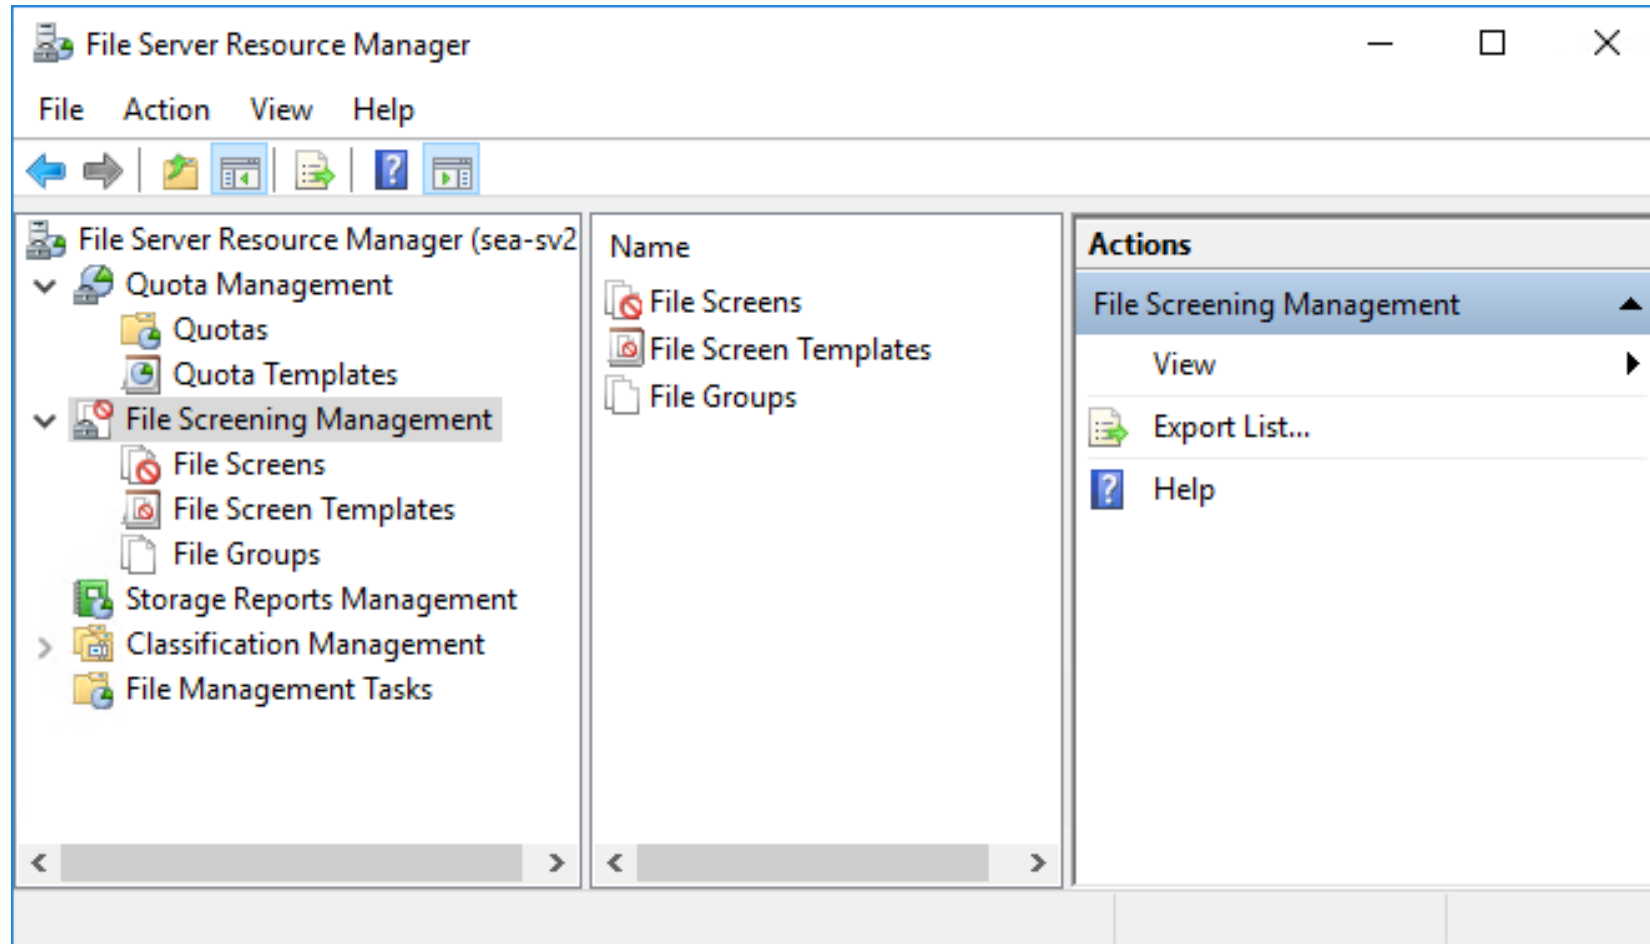 File Server Resource Manager
File Action View Help
File Server Resource Manager (sea-sv2
Quota Management
Quotas
Quota Templates
File Screening Management
File Screens
File Screen Templates
File Groups
Storage Reports Management
Classification Management
File Management Tasks
Name
File Screens
File Screen Templates
File Groups
Actions
File Screening Management
View
Export List...
Help